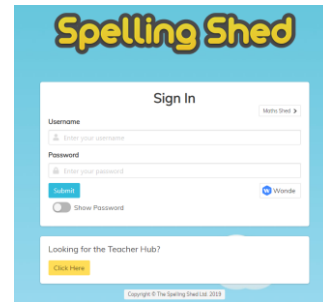 Spelling Shed
Sign In
Maths Shed
Username
Enter your username
Password
Enter your password
Submit
Wonde
Show Password
Looking for the Teacher Hub?
Click Here
Copyright © The Spelling Shed Ltd. 2019